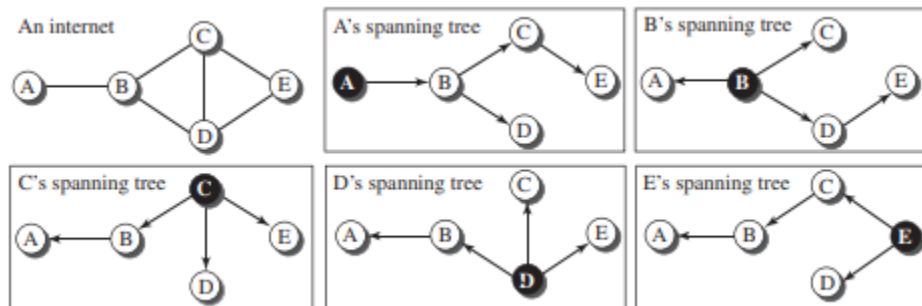 An internet
A
B
C
D
E
A's spanning tree
A
B
C
D
E
B's spanning tree
A
B
C
D
E
C's spanning tree
A
B
C
D
E
D's spanning tree
A
B
C
D
E
E's spanning tree
A
B
C
D
E